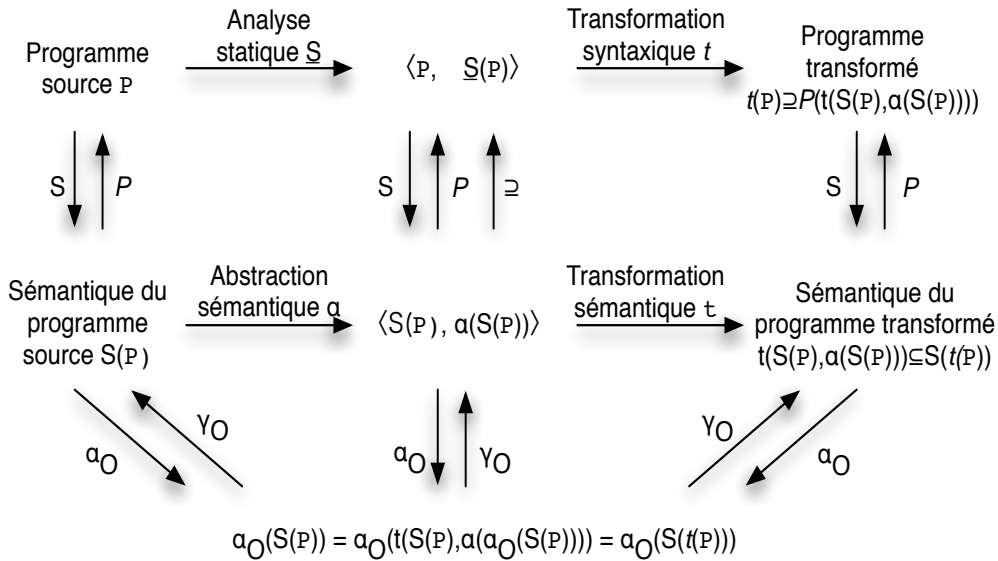 Programme
source P
Analyse
statique S̲
⟨P, S̲(P)⟩
Transformation
syntaxique t
Programme
transformé
t(P)⊇P(t(S(P),α(S(P))))
S
P
S
P
⊇
S
P
Sémantique du
programme
source S(P)
Abstraction
sémantique α
⟨S(P), α(S(P))⟩
Transformation
sémantique t
Sémantique du
programme transformé
t(S(P),α(S(P)))⊆S(t(P))
αO
γO
αO
γO
γO
αO
αO(S(P)) = αO(t(S(P),α(αO(S(P)))) = αO(S(t(P)))